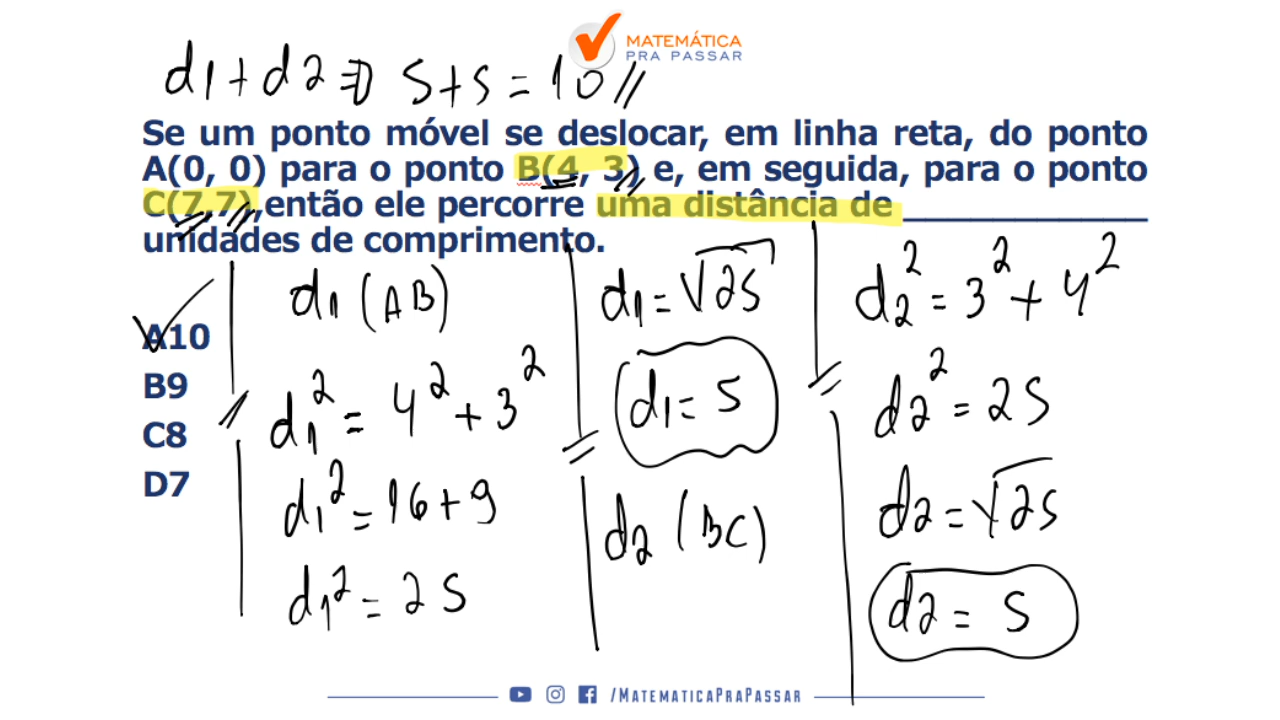 MATEMÁTICA
PRA PASSAR
d1 + d2 ⇒ 5+5 = 10//
Se um ponto móvel se deslocar, em linha reta, do ponto
A(0, 0) para o ponto B(4, 3) e, em seguida, para o ponto
C(7,7),então ele percorre uma distância de _______________
unidades de comprimento.
A10
B9
C8
D7
d1 (AB)
d1² = 4² + 3²
d1² = 16 + 9
d1² = 25
d1 = √25
d1 = 5
d2 (BC)
d2² = 3² + 4²
d2² = 25
d2 = √25
d2 = 5
/MATEMATICAPRAPASSAR